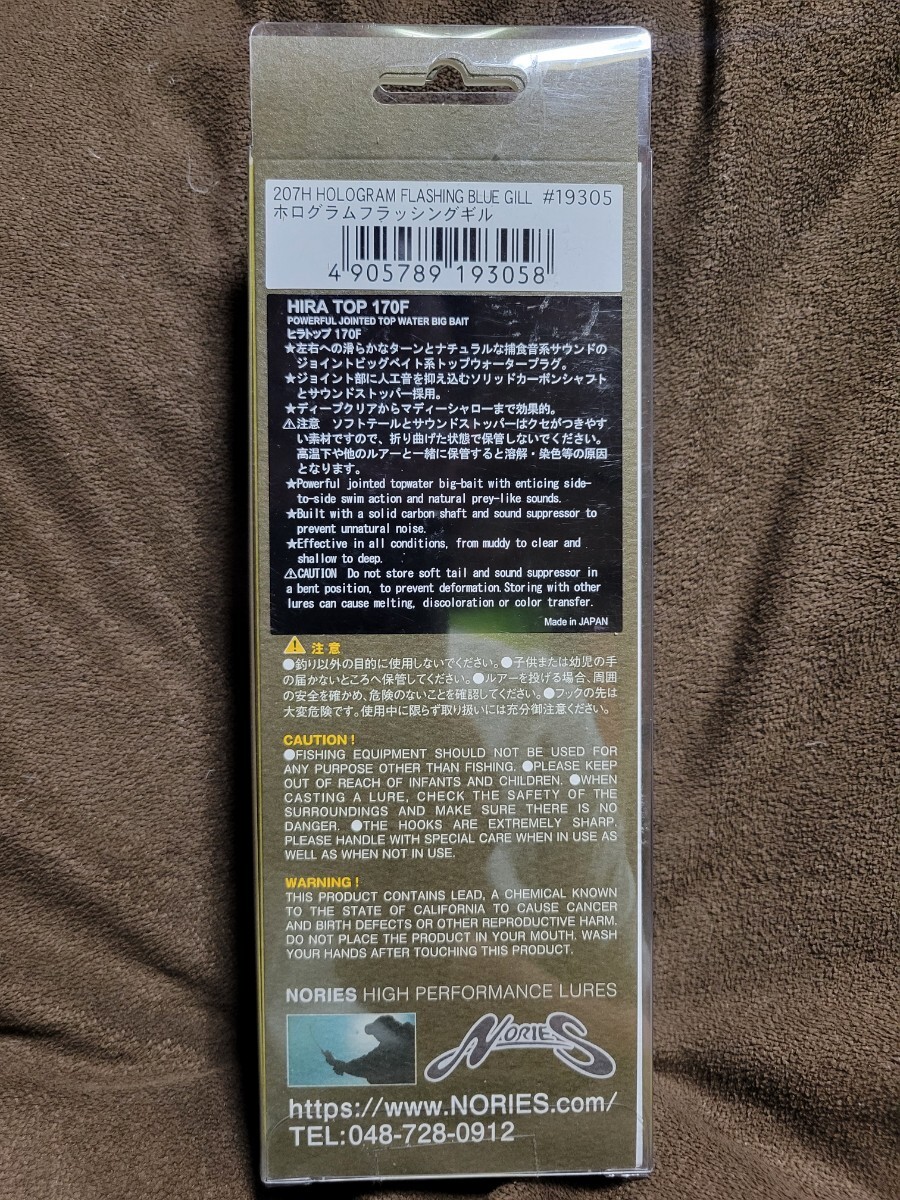 207H HOLOGRAM FLASHING BLUE GILL #19305
ホログラムフラッシングギル
4 905789 193058
HIRA TOP 170F
POWERFUL JOINTED TOP WATER BIG BAIT
ヒラトップ 170F
★左右への滑らかなターンとナチュラルな捕食音系サウンドの
ジョイントビッグベイト系トップウォータープラグ。
★ジョイント部に人工音を抑え込むソリッドカーボンシャフト
とサウンドストッパー採用。
★ディープクリアからマディーシャローまで効果的。
⚠注意 ソフトテールとサウンドストッパーはクセがつきやす
い素材ですので、折り曲げた状態で保管しないでください。
高温下や他のルアーと一緒に保管すると溶解・染色等の原因
となります。
★Powerful jointed topwater big-bait with enticing side-
to-side swim action and natural prey-like sounds.
★Built with a solid carbon shaft and sound suppressor to
prevent unnatural noise.
★Effective in all conditions, from muddy to clear and
shallow to deep.
⚠CAUTION Do not store soft tail and sound suppressor in
a bent position, to prevent deformation. Storing with other
lures can cause melting, discoloration or color transfer.
Made in JAPAN
⚠ 注意
●釣り以外の目的に使用しないでください。●子供または幼児の手
の届かないところへ保管してください。●ルアーを投げる場合、周囲
の安全を確かめ、危険のないことを確認してください。●フックの先は
大変危険です。使用中に限らず取り扱いには充分御注意ください。
CAUTION !
●FISHING EQUIPMENT SHOULD NOT BE USED FOR
ANY PURPOSE OTHER THAN FISHING. ●PLEASE KEEP
OUT OF REACH OF INFANTS AND CHILDREN. ●WHEN
CASTING A LURE, CHECK THE SAFETY OF THE
SURROUNDINGS AND MAKE SURE THERE IS NO
DANGER. ●THE HOOKS ARE EXTREMELY SHARP.
PLEASE HANDLE WITH SPECIAL CARE WHEN IN USE AS
WELL AS WHEN NOT IN USE.
WARNING !
THIS PRODUCT CONTAINS LEAD, A CHEMICAL KNOWN
TO THE STATE OF CALIFORNIA TO CAUSE CANCER
AND BIRTH DEFECTS OR OTHER REPRODUCTIVE HARM.
DO NOT PLACE THE PRODUCT IN YOUR MOUTH. WASH
YOUR HANDS AFTER TOUCHING THIS PRODUCT.
NORIES HIGH PERFORMANCE LURES
NORIES
https://www.NORIES.com/
TEL:048-728-0912